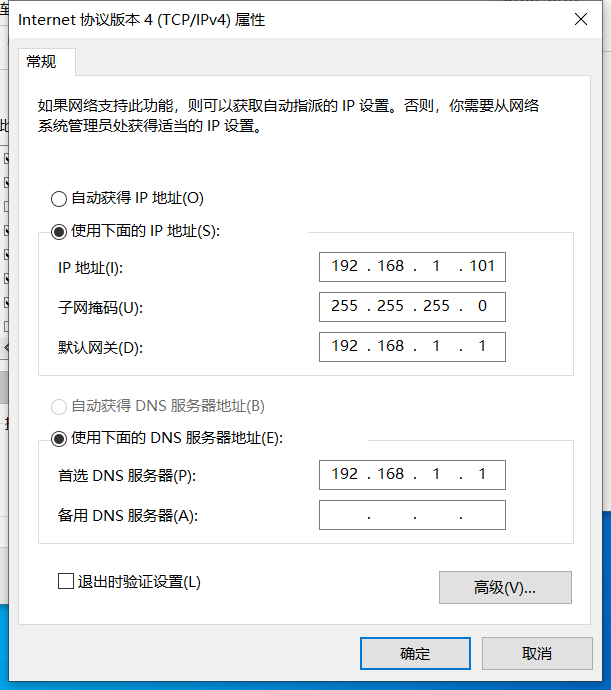 Internet 协议版本 4 (TCP/IPv4) 属性
常规
如果网络支持此功能，则可以获取自动指派的 IP 设置。否则，你需要从网络
系统管理员处获得适当的 IP 设置。
自动获得 IP 地址(O)
使用下面的 IP 地址(S):
IP 地址(I): 192 . 168 . 1 . 101
子网掩码(U): 255 . 255 . 255 . 0
默认网关(D): 192 . 168 . 1 . 1
自动获得 DNS 服务器地址(B)
使用下面的 DNS 服务器地址(E):
首选 DNS 服务器(P): 192 . 168 . 1 . 1
备用 DNS 服务器(A): . . .
退出时验证设置(L)
高级(V)...
确定 取消